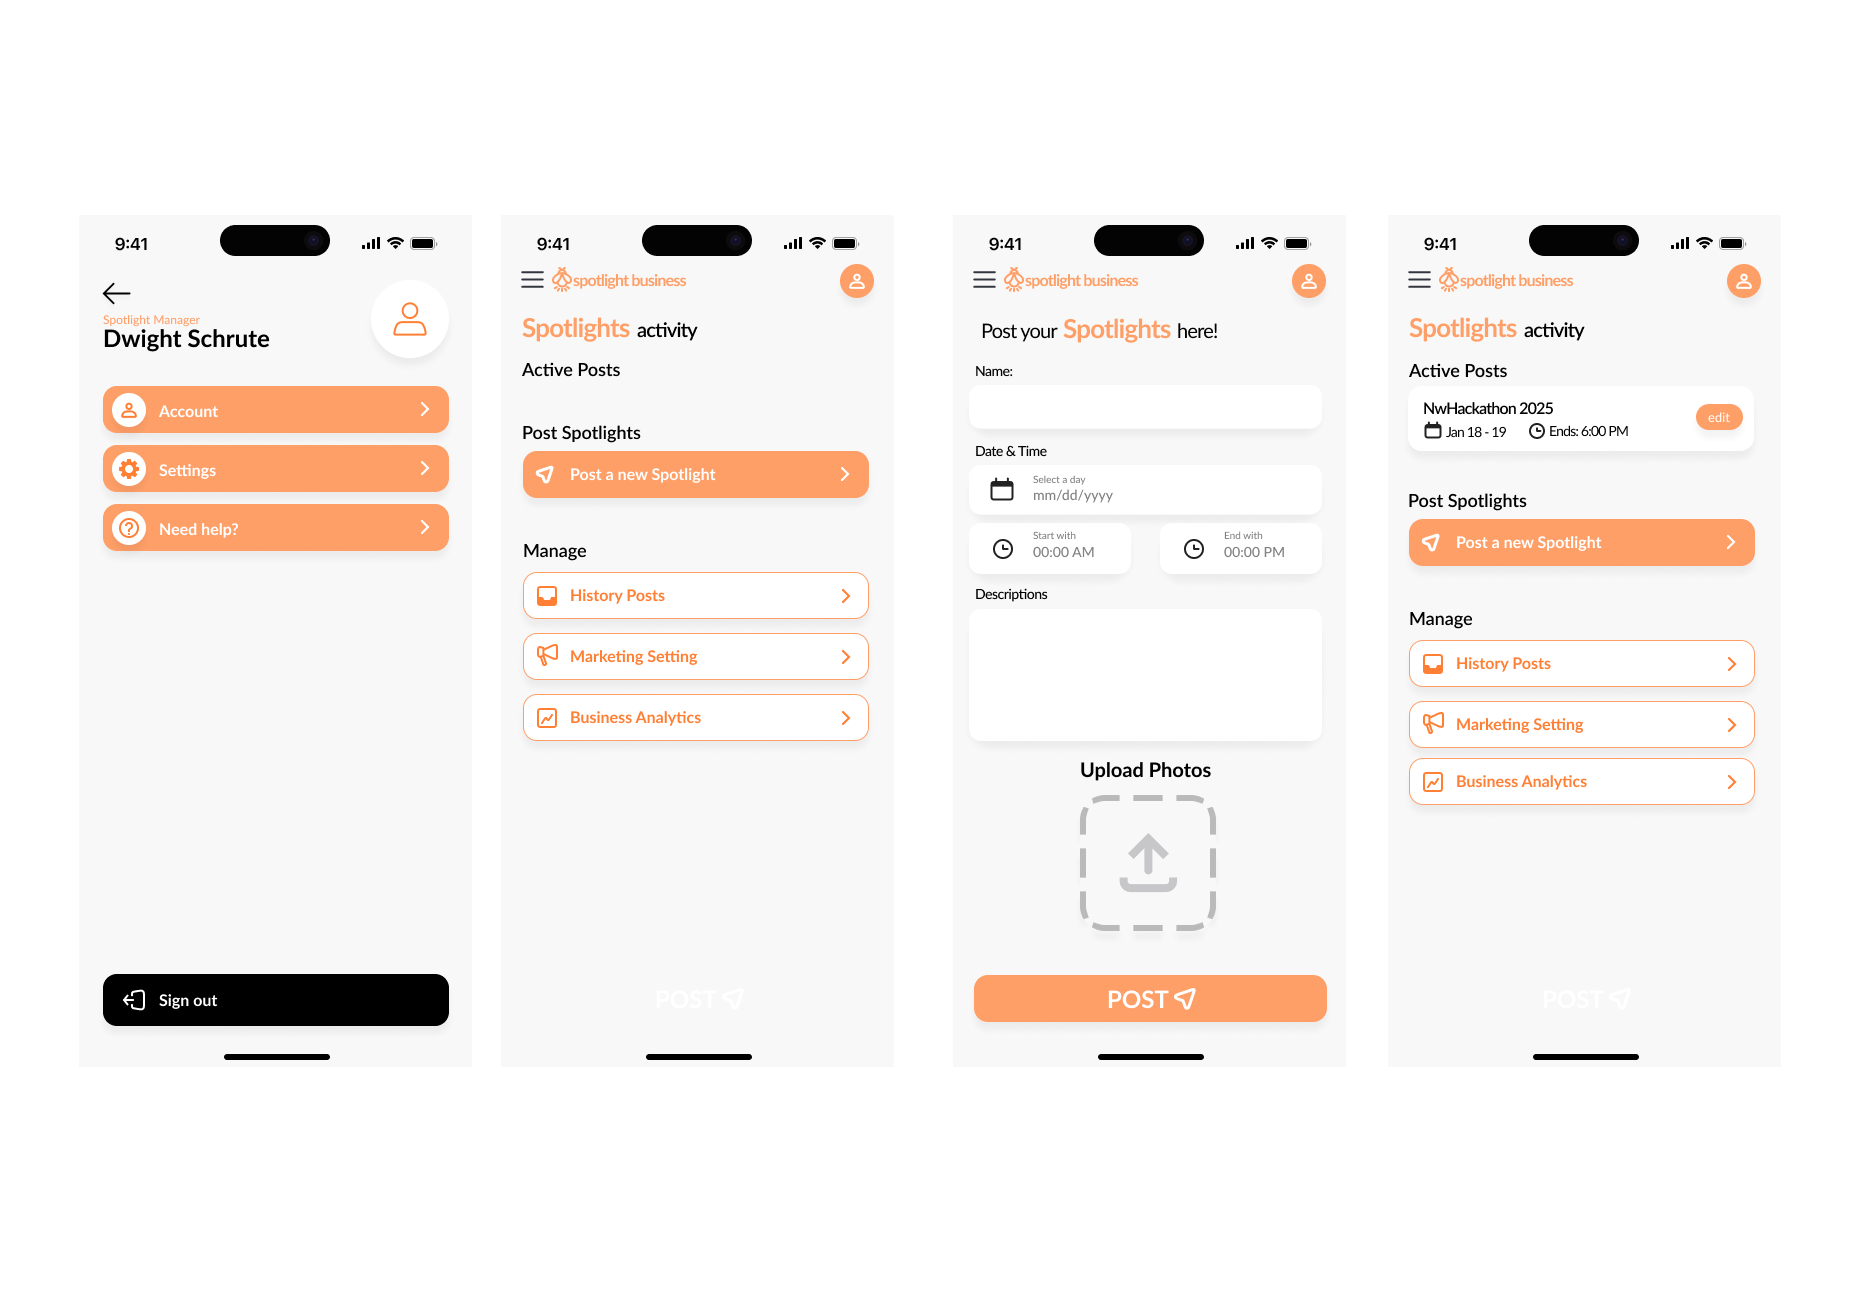 9:41
Spotlight Manager
Dwight Schrute
Account
Settings
Need help?
Sign out
9:41
spotlight business
Spotlights activity
Active Posts
Post Spotlights
Post a new Spotlight
Manage
History Posts
Marketing Setting
Business Analytics
POST
9:41
spotlight business
Post your Spotlights here!
Name:
Date & Time
Select a day
mm/dd/yyyy
Start with
00:00 AM
End with
00:00 PM
Descriptions
Upload Photos
POST
9:41
spotlight business
Spotlights activity
Active Posts
NwHackathon 2025
edit
Jan 18 - 19 Ends: 6:00 PM
Post Spotlights
Post a new Spotlight
Manage
History Posts
Marketing Setting
Business Analytics
POST